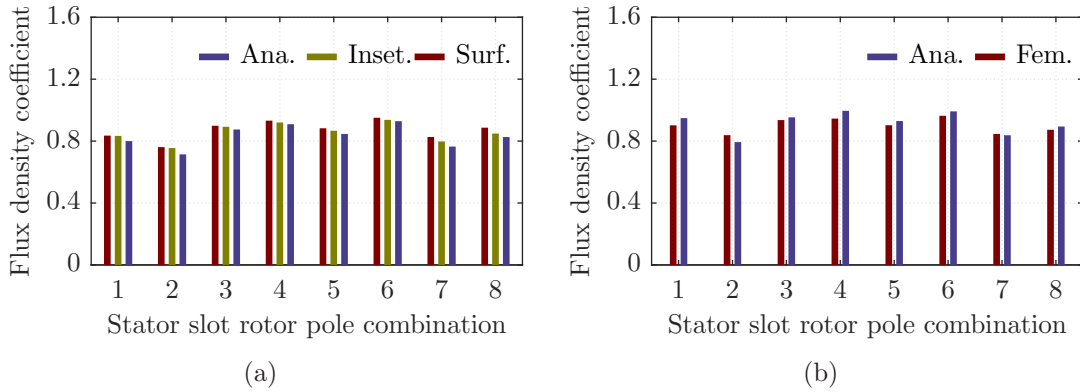 Flux density coefficient
1.6
1.2
0.8
0.4
0
Ana. Inset. Surf.
1 2 3 4 5 6 7 8
Stator slot rotor pole combination
(a)
Flux density coefficient
1.6
1.2
0.8
0.4
0
Ana. Fem.
1 2 3 4 5 6 7 8
Stator slot rotor pole combination
(b)